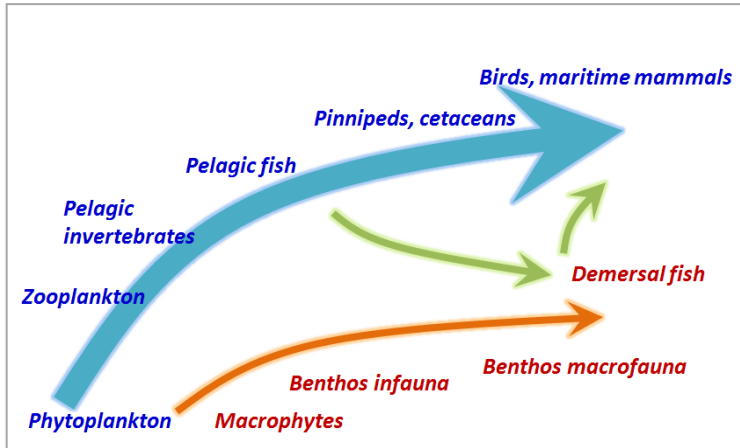 Birds, maritime mammals
Pinnipeds, cetaceans
Pelagic fish
Pelagic
invertebrates
Zooplankton
Demersal fish
Benthos macrofauna
Benthos infauna
Phytoplankton
Macrophytes